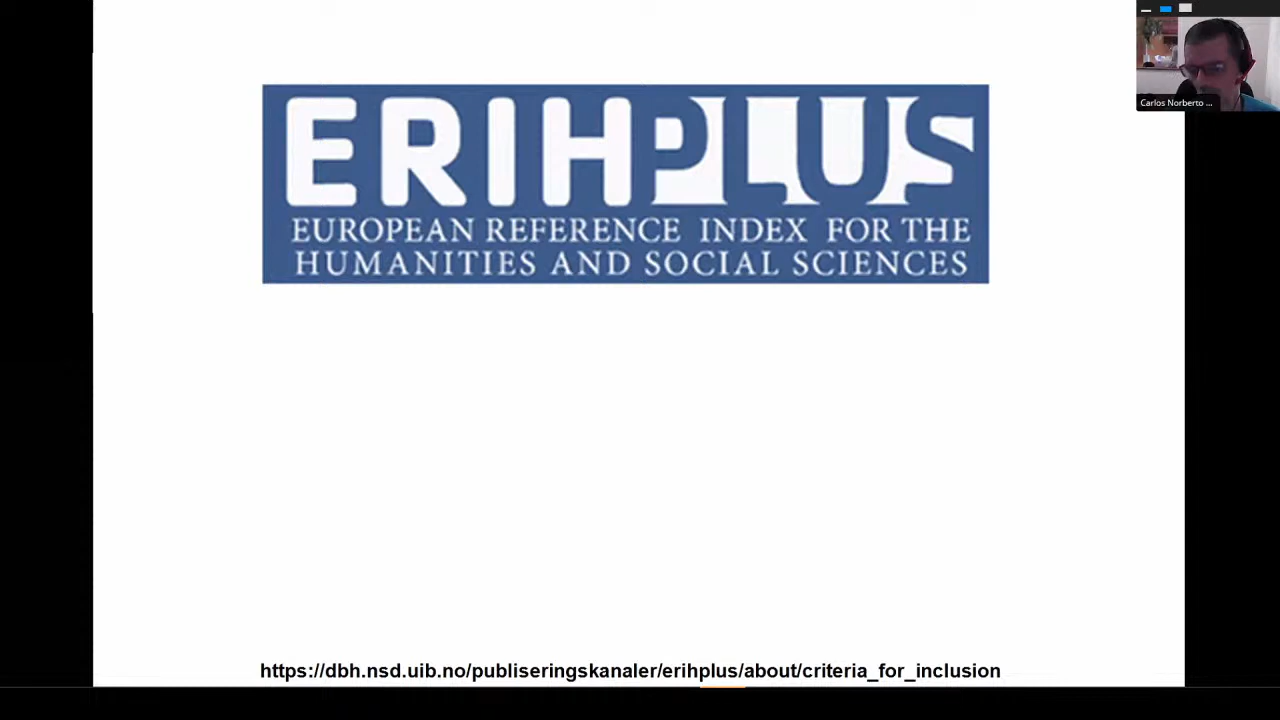 Carlos Norberto ...
ERIHPLUS
EUROPEAN REFERENCE INDEX FOR THE
HUMANITIES AND SOCIAL SCIENCES
https://dbh.nsd.uib.no/publiseringskanaler/erihplus/about/criteria_for_inclusion